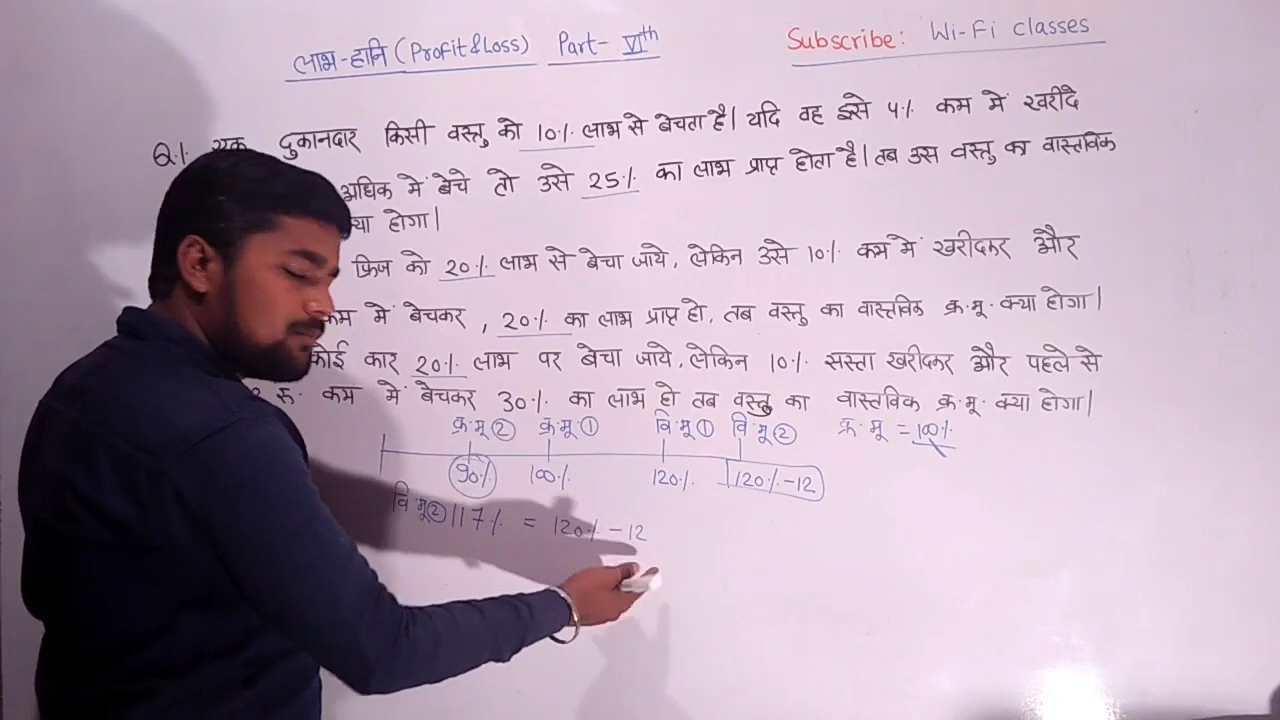 लाभ-हानि (Profit&Loss) Part- VIth
Subscribe: Wi-Fi classes
Q.1. एक दुकानदार किसी वस्तु को 10% लाभ से बेचता है। यदि वह इसे 4% कम में खरीदे
अधिक में बेचे तो उसे 25% का लाभ प्राप्त होता है। तब उस वस्तु का वास्तविक
क्या होगा।
फ्रिज को 20% लाभ से बेचा जाये, लेकिन उसे 10% कम में खरीदकर और
कम में बेचकर, 20% का लाभ प्राप्त हो, तब वस्तु का वास्तविक क्र.मू. क्या होगा।
कोई कार 20% लाभ पर बेचा जाये, लेकिन 10% सस्ता खरीदकर और पहले से
रु. कम में बेचकर 30% का लाभ हो तब वस्तु का वास्तविक क्र.मू. क्या होगा।
क्र.मू② क्र.मू① वि.मू① वि.मू② क्र.मू = 100%
90% 100% 120% 120%-12
वि.मू② 117% = 120%-12